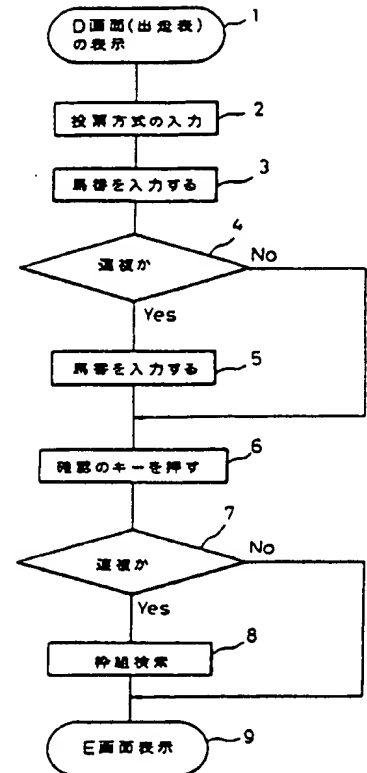 D画面(出走表)
の表示
1
投票方式の入力
2
馬番を入力する
3
連複か
4
No
Yes
馬番を入力する
5
確認のキーを押す
6
連複か
7
No
Yes
枠組検索
8
E画面表示
9